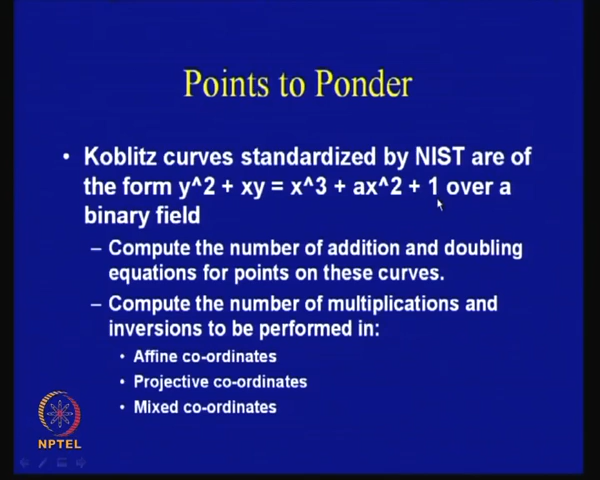 Points to Ponder
• Koblitz curves standardized by NIST are of
the form y^2 + xy = x^3 + ax^2 + 1 over a
binary field
– Compute the number of addition and doubling
equations for points on these curves.
– Compute the number of multiplications and
inversions to be performed in:
• Affine co-ordinates
• Projective co-ordinates
• Mixed co-ordinates
NPTEL